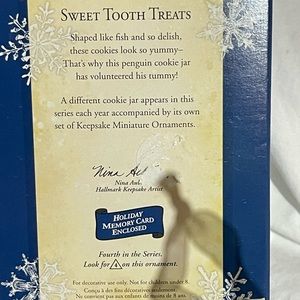 SWEET TOOTH TREATS
Shaped like fish and so delish,
these cookies look so yummy–
That's why this penguin cookie jar
has volunteered his tummy!
A different cookie jar appears in this
series each year accompanied by its own
set of Keepsake Miniature Ornaments.
Nina
Nina
Hallmark Keepsake Artist
HOLIDAY
MEMORY CARD
ENCLOSED
Fourth in the Series.
Look for 4 on this ornament.
For decorative use only. Not for children under 8.
Conçu à des fins décoratives seulement.
Ne convient pas aux enfants de moins de 8 ans.